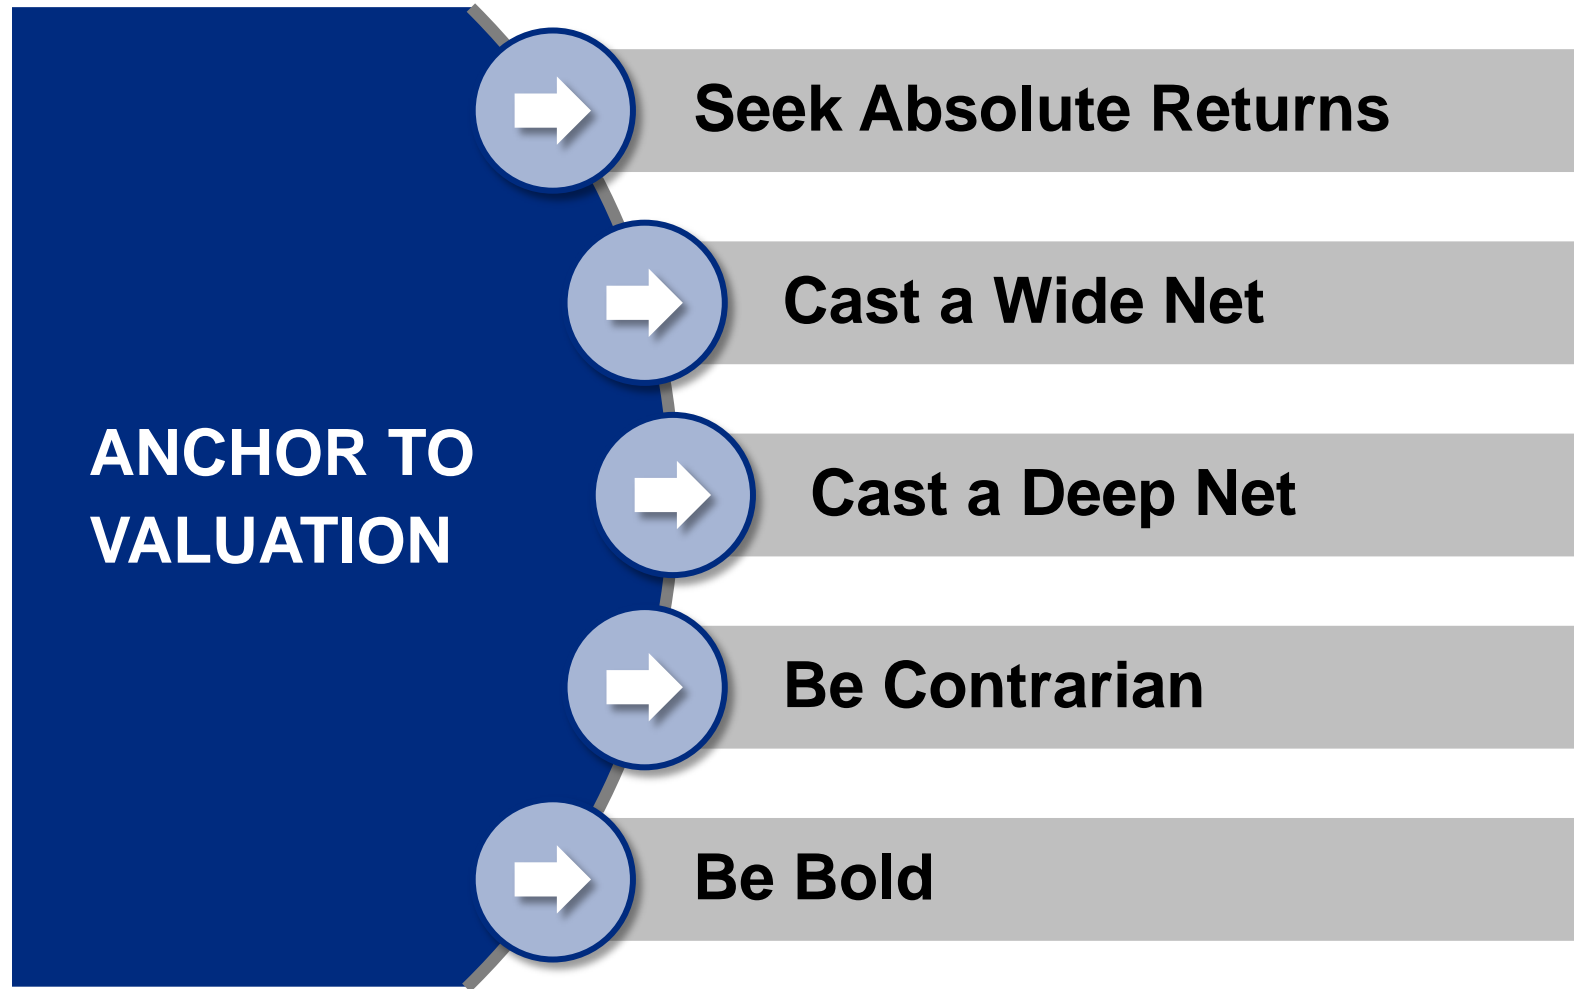 ANCHOR TO
VALUATION
Seek Absolute Returns
Cast a Wide Net
Cast a Deep Net
Be Contrarian
Be Bold